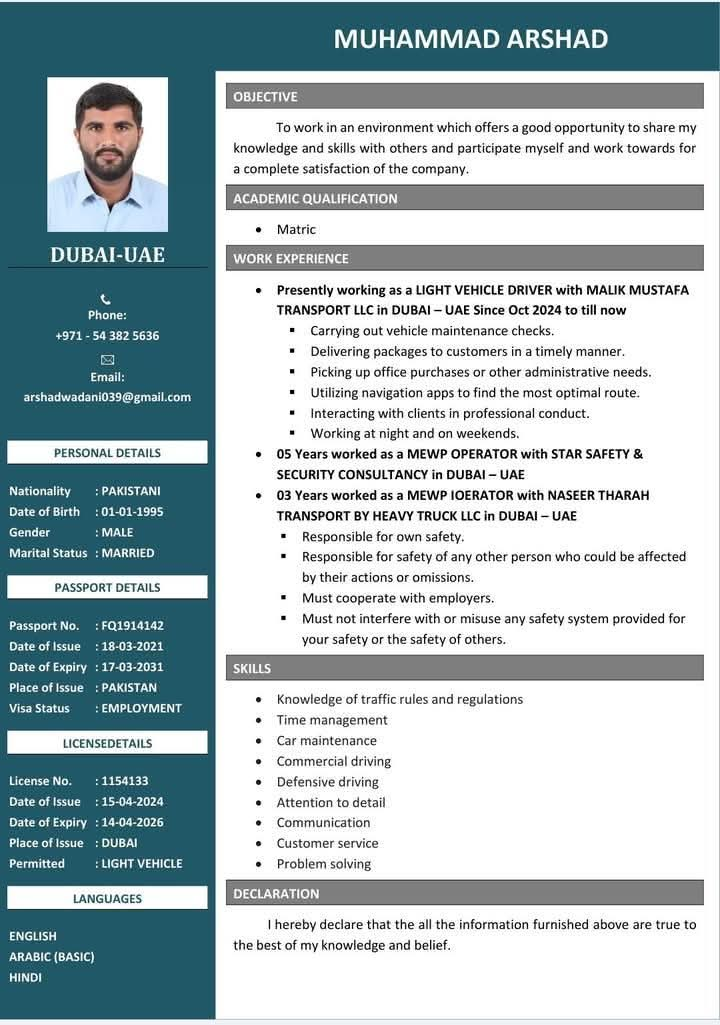 MUHAMMAD ARSHAD
DUBAI-UAE
Phone:
+971 - 54 382 5636
Email:
arshadwadani039@gmail.com
PERSONAL DETAILS
Nationality : PAKISTANI
Date of Birth : 01-01-1995
Gender : MALE
Marital Status : MARRIED
PASSPORT DETAILS
Passport No. : FQ1914142
Date of Issue : 18-03-2021
Date of Expiry : 17-03-2031
Place of Issue : PAKISTAN
Visa Status : EMPLOYMENT
LICENSEDETAILS
License No. : 1154133
Date of Issue : 15-04-2024
Date of Expiry : 14-04-2026
Place of Issue : DUBAI
Permitted : LIGHT VEHICLE
LANGUAGES
ENGLISH
ARABIC (BASIC)
HINDI
OBJECTIVE
To work in an environment which offers a good opportunity to share my
knowledge and skills with others and participate myself and work towards for
a complete satisfaction of the company.
ACADEMIC QUALIFICATION
• Matric
WORK EXPERIENCE
• Presently working as a LIGHT VEHICLE DRIVER with MALIK MUSTAFA
TRANSPORT LLC in DUBAI – UAE Since Oct 2024 to till now
▪ Carrying out vehicle maintenance checks.
▪ Delivering packages to customers in a timely manner.
▪ Picking up office purchases or other administrative needs.
▪ Utilizing navigation apps to find the most optimal route.
▪ Interacting with clients in professional conduct.
▪ Working at night and on weekends.
• 05 Years worked as a MEWP OPERATOR with STAR SAFETY &
SECURITY CONSULTANCY in DUBAI – UAE
• 03 Years worked as a MEWP IOERATOR with NASEER THARAH
TRANSPORT BY HEAVY TRUCK LLC in DUBAI – UAE
▪ Responsible for own safety.
▪ Responsible for safety of any other person who could be affected
by their actions or omissions.
▪ Must cooperate with employers.
▪ Must not interfere with or misuse any safety system provided for
your safety or the safety of others.
SKILLS
• Knowledge of traffic rules and regulations
• Time management
• Car maintenance
• Commercial driving
• Defensive driving
• Attention to detail
• Communication
• Customer service
• Problem solving
DECLARATION
I hereby declare that the all the information furnished above are true to
the best of my knowledge and belief.